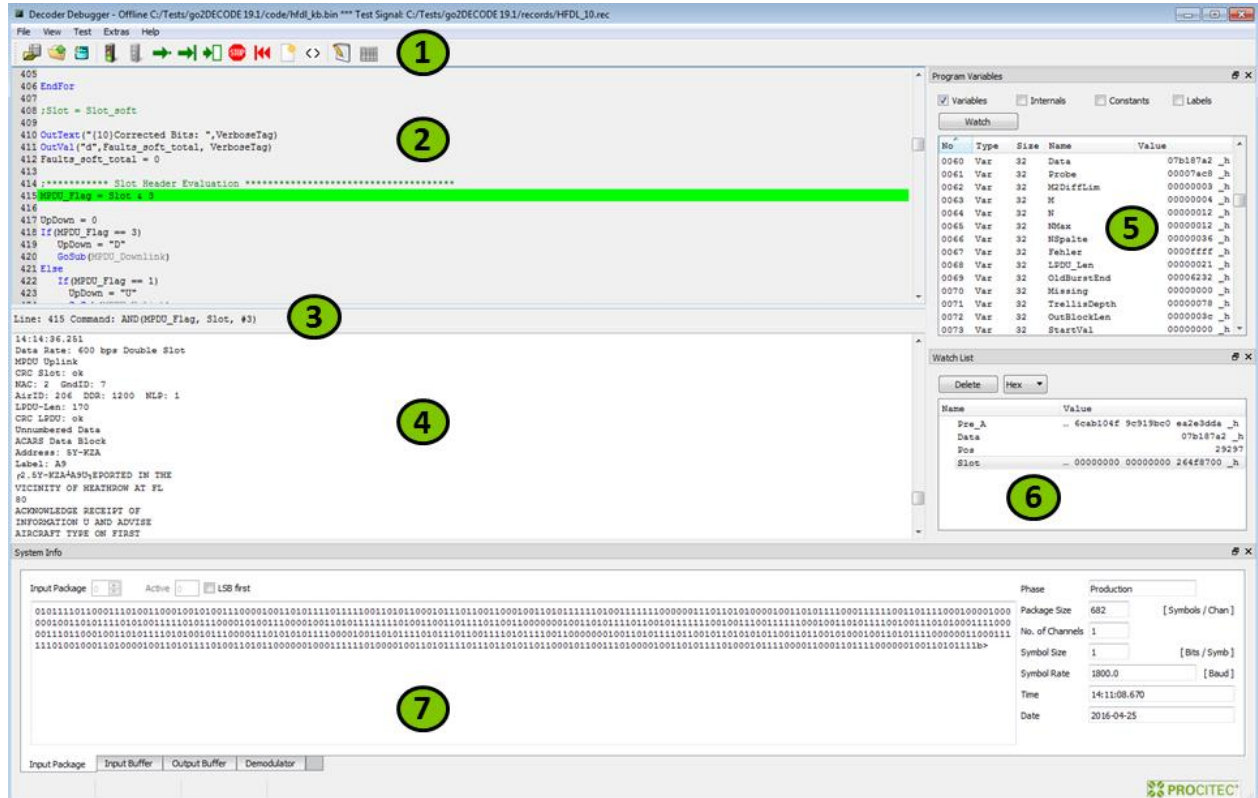 Decoder Debugger - Offline C:/Tests/go2DECODE 19.1/code/hfdl_kb.bin *** Test Signal: C:/Tests/go2DECODE 19.1/records/HFDL_10.rec
File View Test Extras Help
STOP
1
405
406 EndFor
407
408 ;Slot = Slot_soft
409
410 OutText("{10}Corrected Bits: ",VerboseTag)
411 OutVal("d",Faults_soft_total, VerboseTag)
412 Faults_soft_total = 0
413
414 ;*********** Slot Header Evaluation **************************************
415 MPDU_Flag = Slot & 3
416
417 UpDown = 0
418 If(MPDU_Flag == 3)
419 UpDown = "D"
420 GoSub(MPDU_Downlink)
421 Else
422 If(MPDU_Flag == 1)
423 UpDown = "U"
2
Line: 415 Command: AND(MPDU_Flag, Slot, #3)
3
14:14:36.251
Data Rate: 600 bps Double Slot
MPDU Uplink
CRC Slot: ok
NAC: 2 GndID: 7
AirID: 206 DDR: 1200 NLP: 1
LPDU-Len: 170
CRC LPDU: ok
Unnumbered Data
ACARS Data Block
Address: 5Y-KZA
Label: A9
VICINITY OF HEATHROW AT FL
80
ACKNOWLEDGE RECEIPT OF
INFORMATION U AND ADVISE
AIRCRAFT TYPE ON FIRST
4
Program Variables
Variables Internals Constants Labels
Watch
No Type Size Name Value
0060 Var 32 Data 07b187a2 _h
0061 Var 32 Probe 00007ac8 _h
0062 Var 32 M2DiffLim 00000003 _h
0063 Var 32 M 00000004 _h
0064 Var 32 N 00000012 _h
0065 Var 32 NMax 00000012 _h
0066 Var 32 NSpalte 00000036 _h
0067 Var 32 Fehler 0000ffff _h
0068 Var 32 LPDU_Len 00000021 _h
0069 Var 32 OldBurstEnd 00006232 _h
0070 Var 32 Missing 00000000 _h
0071 Var 32 TrellisDepth 00000078 _h
0072 Var 32 OutBlockLen 0000003c _h
0073 Var 32 StartVal 00000000 _h
5
Watch List
Delete Hex
Name Value
Pre_A … 6cab104f 9c919bc0 ea2e3dda _h
Data 07b187a2 _h
Pos 29297
Slot … 00000000 00000000 264f8700 _h
6
System Info
Input Package 0 Active 0 LSB first
7
Phase Production
Package Size 682 [ Symbols / Chan ]
No. of Channels 1
Symbol Size 1 [ Bits / Symb ]
Symbol Rate 1800.0 [ Baud ]
Time 14:11:08.670
Date 2016-04-25
Input Package Input Buffer Output Buffer Demodulator
PROCITEC